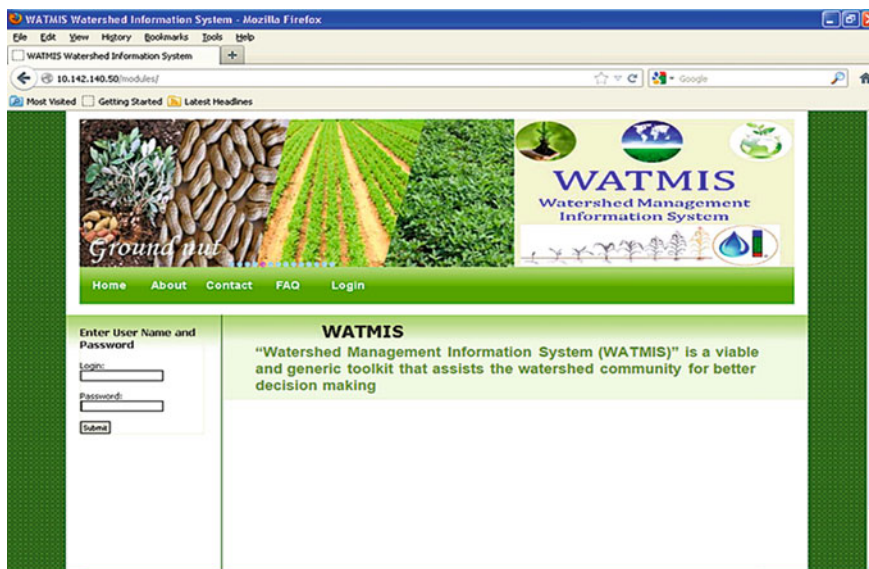 WATMIS Watershed Information System - Mozilla Firefox
File Edit View History Bookmarks Tools Help
WATMIS Watershed Information System +
10.142.140.50/modules/
Google
Most Visited Getting Started Latest Headlines
Ground nut
WATMIS
Watershed Management
Information System
Home About Contact FAQ Login
Enter User Name and
Password
Login:
Password:
Submit
WATMIS
“Watershed Management Information System (WATMIS)” is a viable
and generic toolkit that assists the watershed community for better
decision making